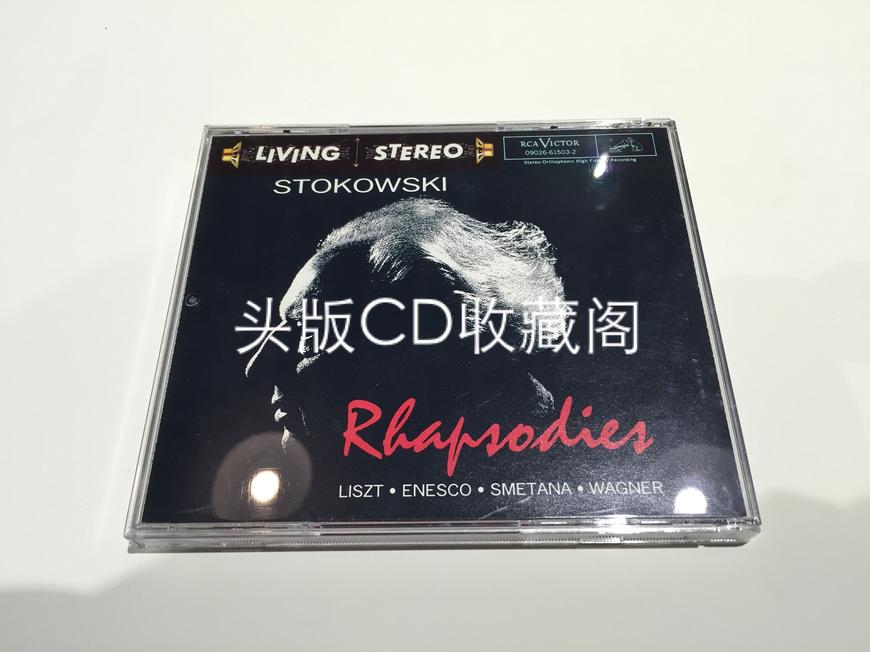 LIVING STEREO
RCA VICTOR
09026-61503-2
Stereo-Orthophonic High Fidelity Recording
STOKOWSKI
头版CD收藏阁
Rhapsodies
LISZT • ENESCO • SMETANA • WAGNER